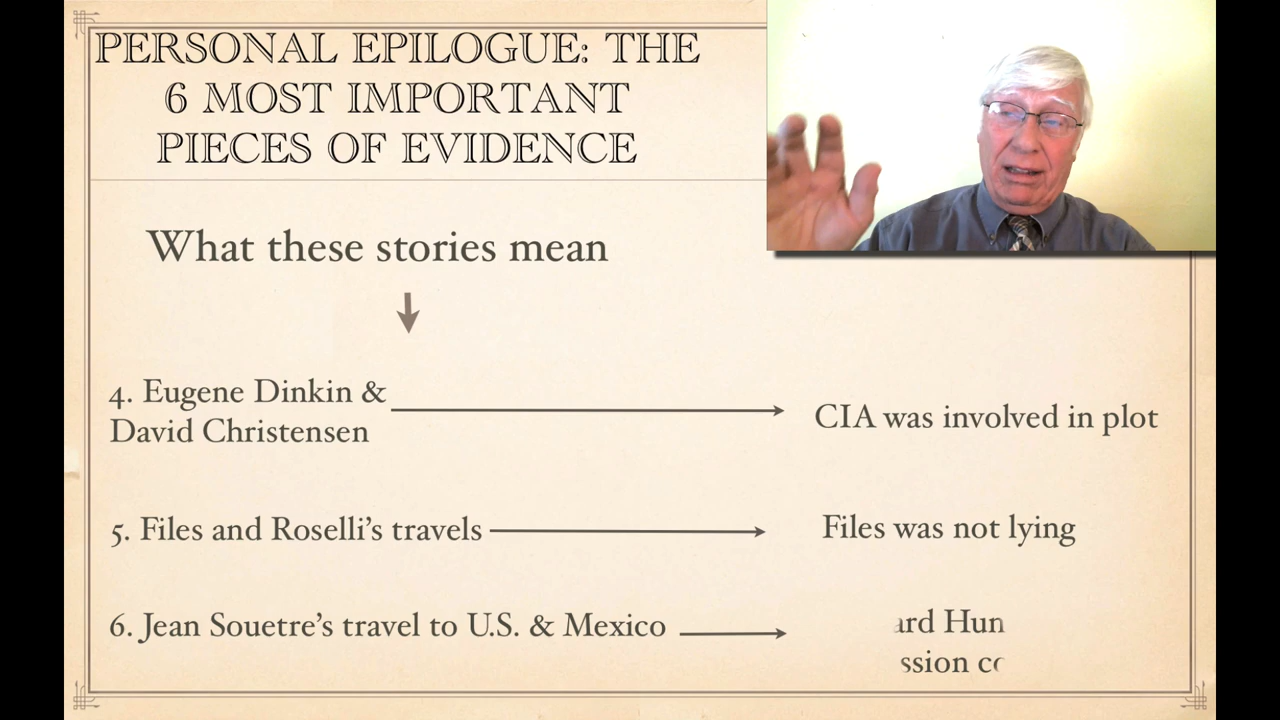 PERSONAL EPILOGUE: THE
6 MOST IMPORTANT
PIECES OF EVIDENCE
What these stories mean
4. Eugene Dinkin &
David Christensen
CIA was involved in plot
5. Files and Roselli's travels
Files was not lying
6. Jean Souetre's travel to U.S. & Mexico